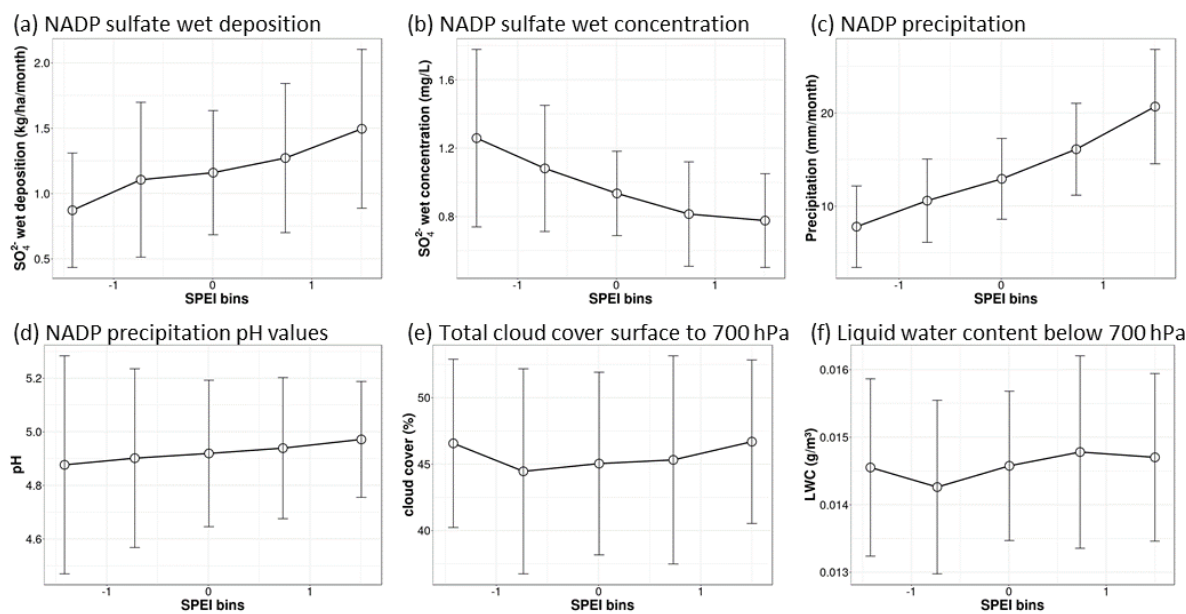 (a) NADP sulfate wet deposition
SO₄²⁻ wet deposition (kg/ha/month)
2.0
1.5
1.0
0.5
-1
0
1
SPEI bins
(b) NADP sulfate wet concentration
SO₄²⁻ wet concentration (mg/L)
1.6
1.2
0.8
-1
0
1
SPEI bins
(c) NADP precipitation
Precipitation (mm/month)
20
10
-1
0
1
SPEI bins
(d) NADP precipitation pH values
pH
5.2
5.0
4.8
4.6
-1
0
1
SPEI bins
(e) Total cloud cover surface to 700 hPa
cloud cover (%)
50
45
40
-1
0
1
SPEI bins
(f) Liquid water content below 700 hPa
LWC (g/m³)
0.016
0.015
0.014
0.013
-1
0
1
SPEI bins